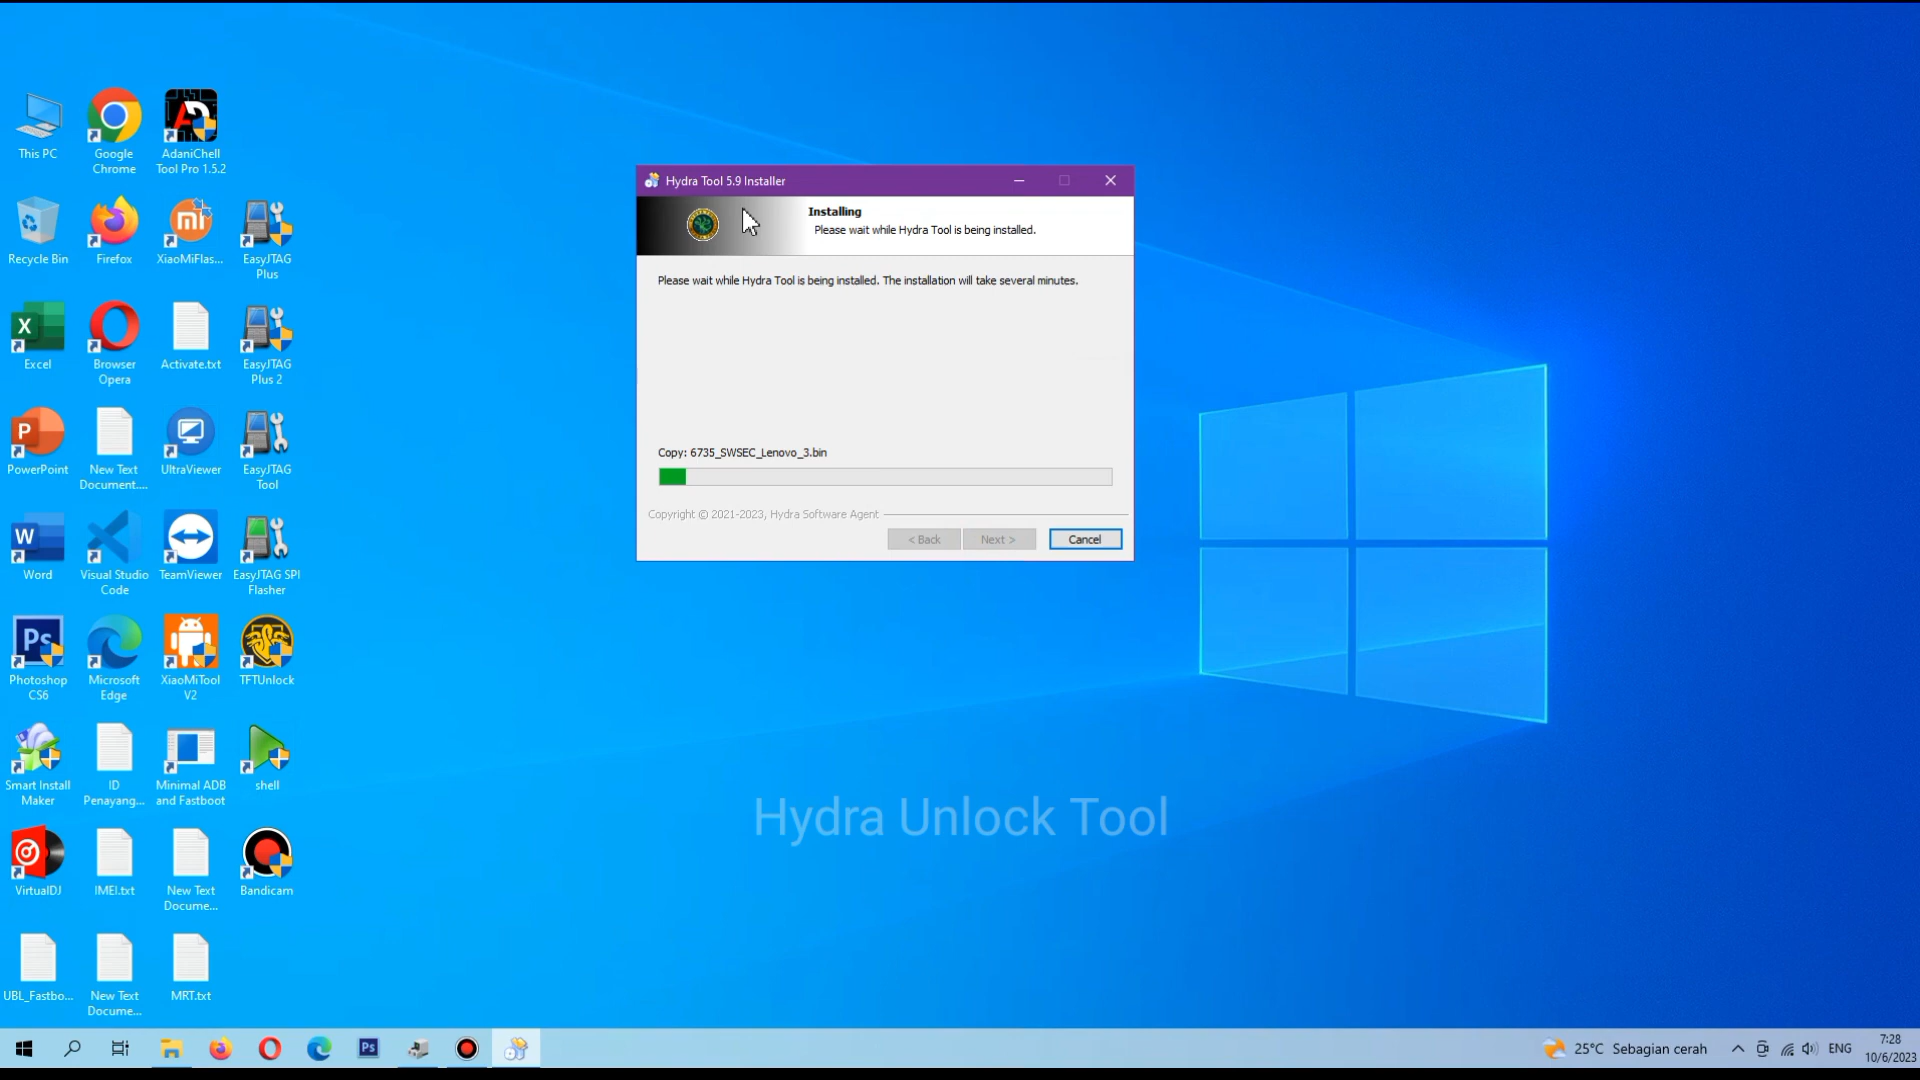 This PC
Google
Chrome
AdaniChell
Tool Pro 1.5.2
Recycle Bin
Firefox
XiaoMiFlas...
EasyJTAG
Plus
Excel
Browser
Opera
Activate.txt
EasyJTAG
Plus 2
PowerPoint
New Text
Document....
UltraViewer
EasyJTAG
Tool
Word
Visual Studio
Code
TeamViewer
EasyJTAG SPI
Flasher
Photoshop
CS6
Microsoft
Edge
XiaoMiTool
V2
TFTUnlock
Smart Install
Maker
ID
Penayang...
Minimal ADB
and Fastboot
shell
VirtualDJ
IMEI.txt
New Text
Docume...
Bandicam
UBL_Fastbo...
New Text
Docume...
MRT.txt
Hydra Tool 5.9 Installer
Installing
Please wait while Hydra Tool is being installed.
Please wait while Hydra Tool is being installed. The installation will take several minutes.
Copy: 6735_SWSEC_Lenovo_3.bin
Copyright © 2021-2023, Hydra Software Agent
< Back
Next >
Cancel
Hydra Unlock Tool
25°C Sebagian cerah
ENG
7:28
10/6/2023